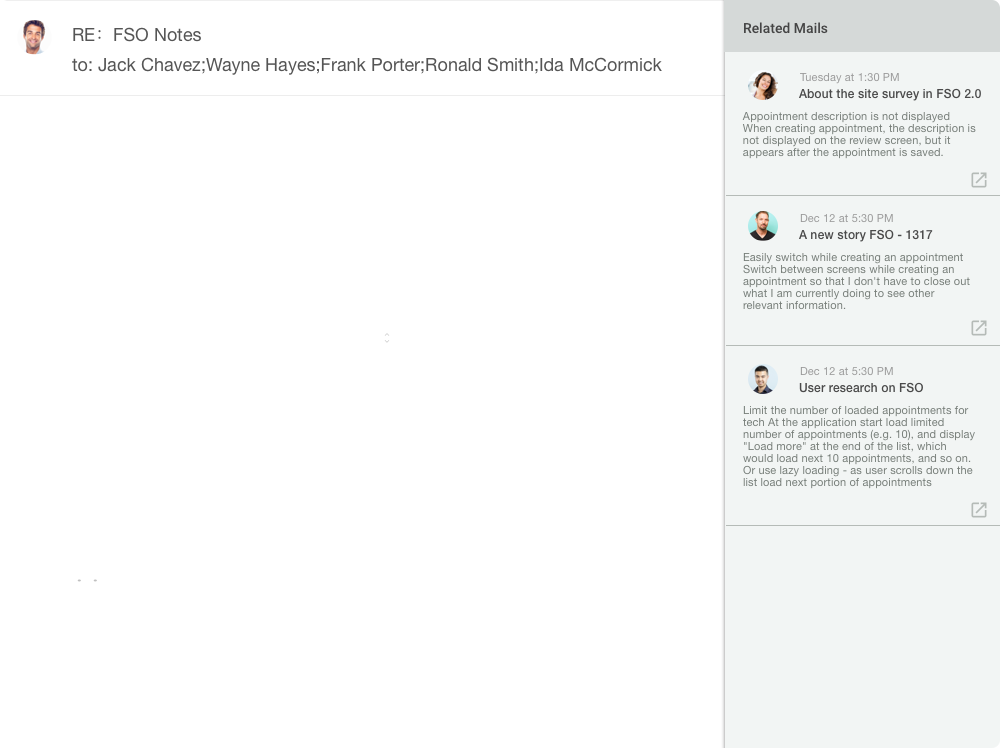 RE： FSO Notes
to: Jack Chavez;Wayne Hayes;Frank Porter;Ronald Smith;Ida McCormick
Related Mails
Tuesday at 1:30 PM
About the site survey in FSO 2.0
Appointment description is not displayed
When creating appointment, the description is
not displayed on the review screen, but it
appears after the appointment is saved.
Dec 12 at 5:30 PM
A new story FSO - 1317
Easily switch while creating an appointment
Switch between screens while creating an
appointment so that I don't have to close out
what I am currently doing to see other
relevant information.
Dec 12 at 5:30 PM
User research on FSO
Limit the number of loaded appointments for
tech At the application start load limited
number of appointments (e.g. 10), and display
"Load more" at the end of the list, which
would load next 10 appointments, and so on.
Or use lazy loading - as user scrolls down the
list load next portion of appointments